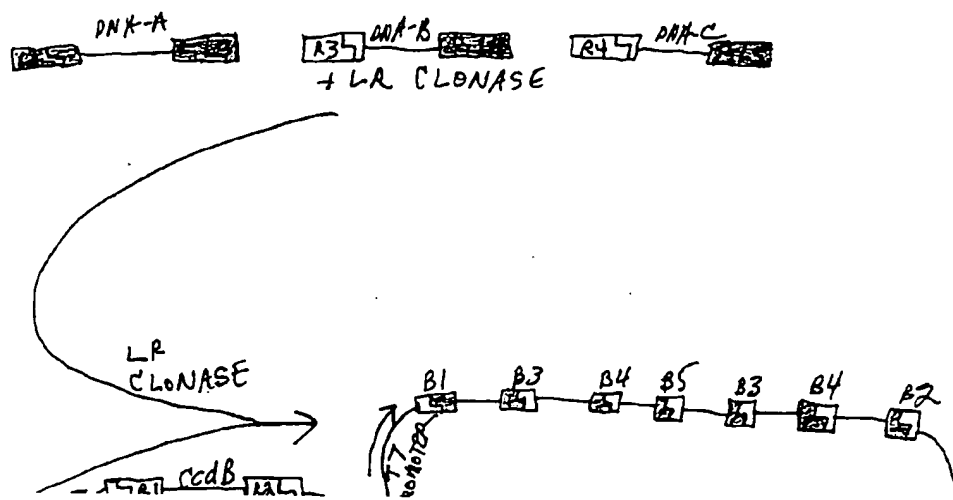 DNA-A
R3 DNA-B
R4 DNA-C
+ LR CLONASE
LR
CLONASE
B1 B3 B4 B5 B3 B4 B2
T7
ccdB
R1